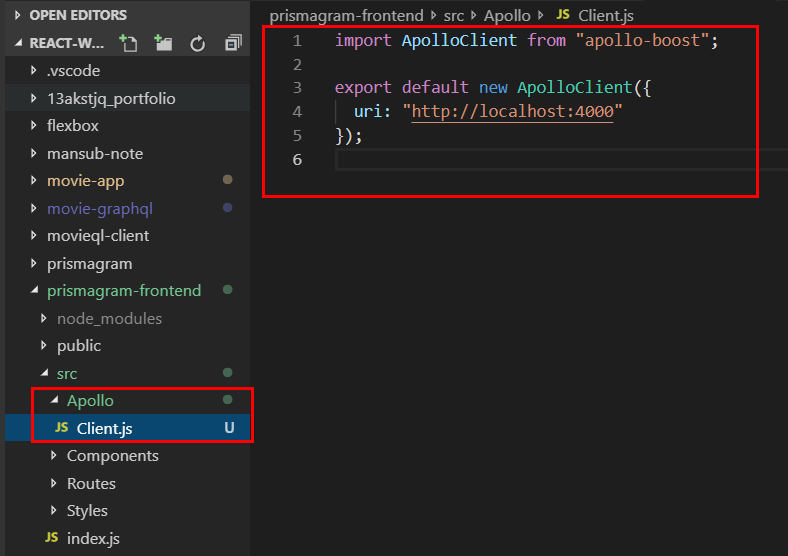 OPEN EDITORS
REACT-W...
.vscode
13akstjq_portfolio
flexbox
mansub-note
movie-app
movie-graphql
movieql-client
prismagram
prismagram-frontend
node_modules
public
src
Apollo
JS Client.js U
Components
Routes
Styles
JS index.js
prismagram-frontend src Apollo JS Client.js
1 import ApolloClient from "apollo-boost";
2
3 export default new ApolloClient({
4 uri: "http://localhost:4000"
5 });
6